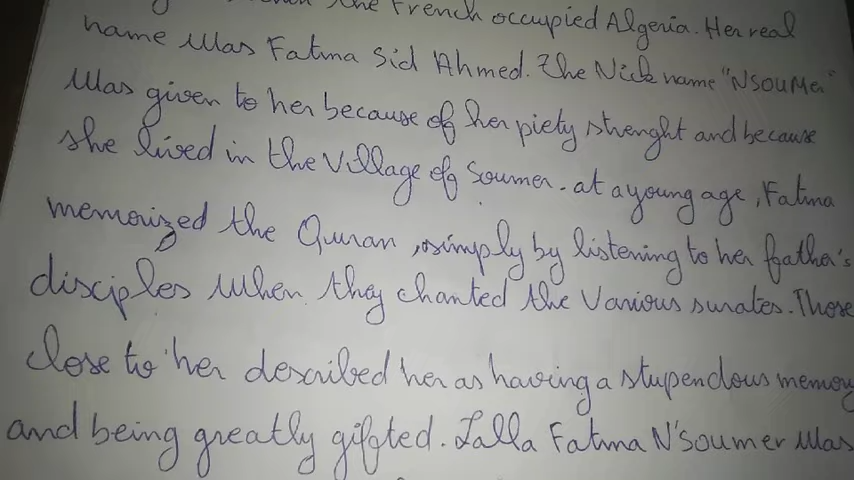 the French occupied Algeria. Her real
name was Fatma Sid Ahmed. The Nick name "NSOUMer"
Was given to her because of her piety strenght and because
she lived in the Village of Soumer. at a young age, Fatma
memorized the Quran, simply by listening to her father's
disciples When they chanted the Various surates. Those
close to her described her as having a stupendous memory
and being greatly gifted. Lalla Fatma N'soumer Was